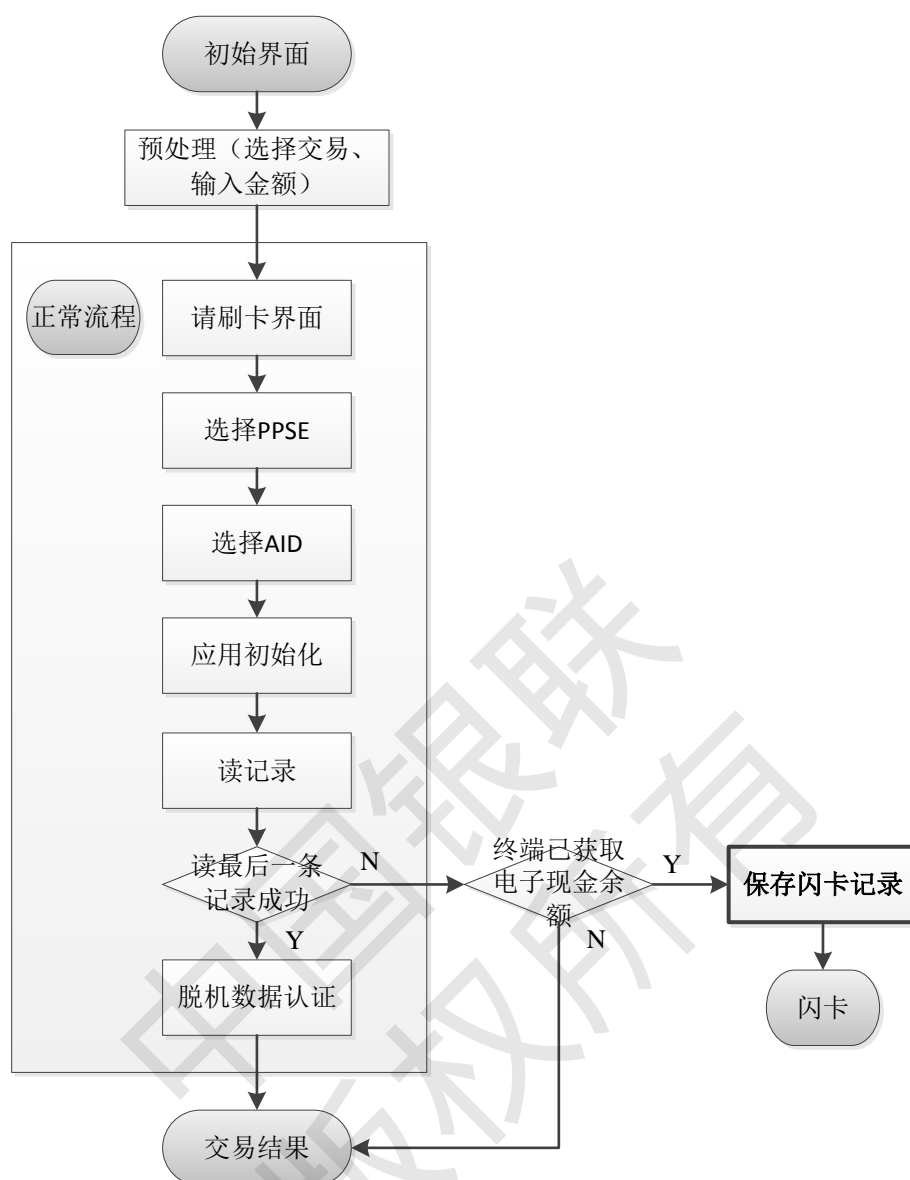 初始界面
预处理（选择交易、
输入金额）
正常流程
请刷卡界面
选择PPSE
选择AID
应用初始化
读记录
读最后一条
记录成功
N
终端已获取
电子现金余
额
Y
保存闪卡记录
Y
N
脱机数据认证
闪卡
交易结果
中国银联
版权所有